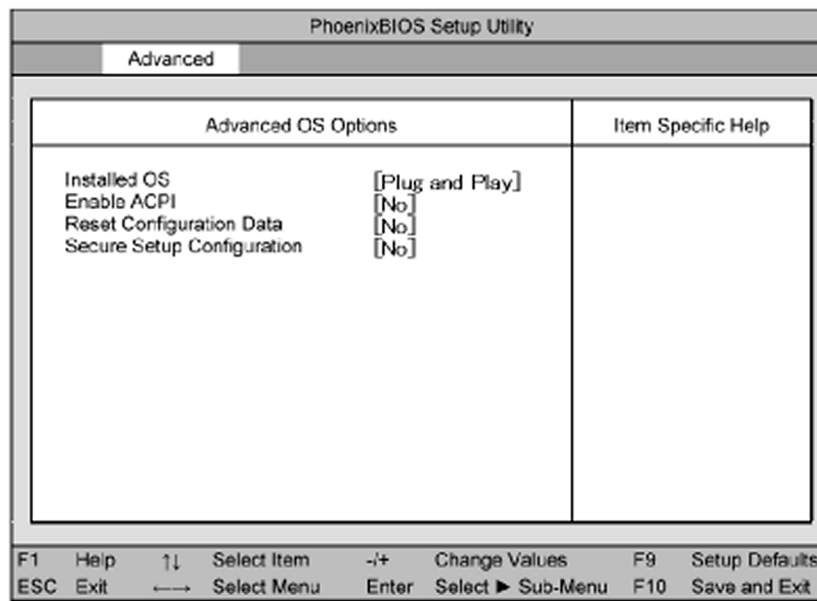 PhoenixBIOS Setup Utility
Advanced
Advanced OS Options
Item Specific Help
Installed OS [Plug and Play]
Enable ACPI [No]
Reset Configuration Data [No]
Secure Setup Configuration [No]
F1 Help ↑↓ Select Item -/+ Change Values F9 Setup Defaults
ESC Exit ←→ Select Menu Enter Select ► Sub-Menu F10 Save and Exit